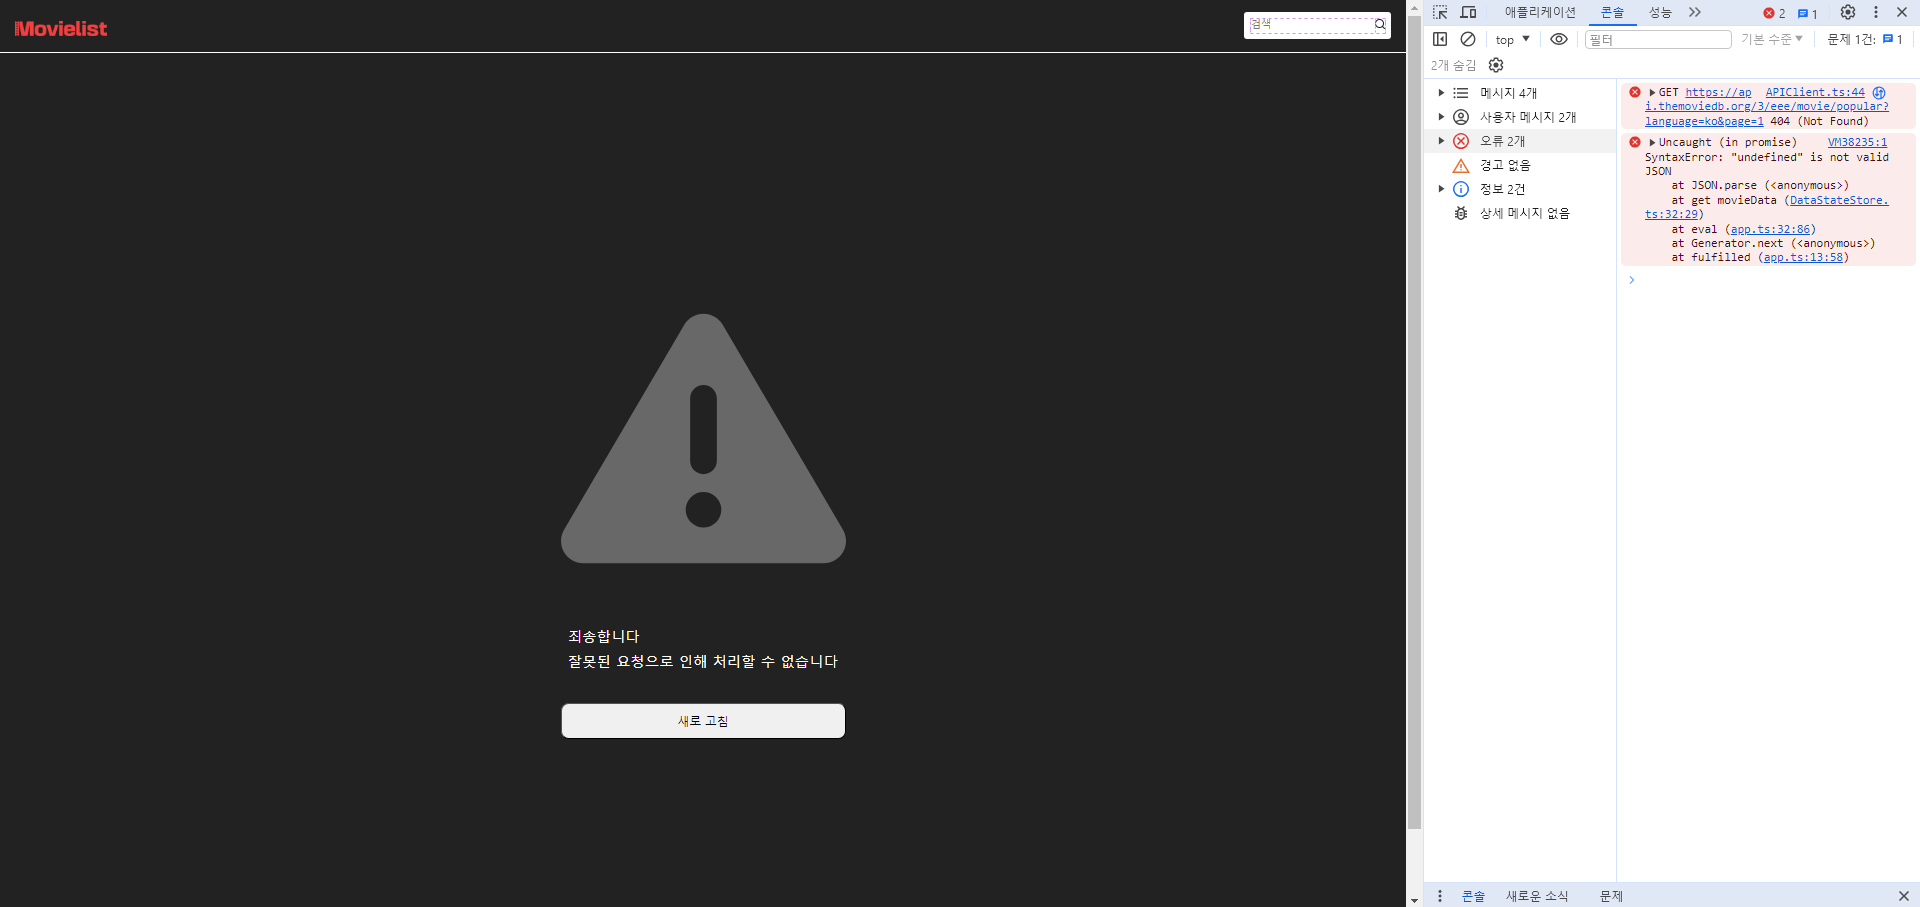 Movielist
검색
죄송합니다
잘못된 요청으로 인해 처리할 수 없습니다
새로 고침
애플리케이션 콘솔 성능 2 1
top 필터 기본 수준 문제 1건: 1
2개 숨김
메시지 4개
사용자 메시지 2개
오류 2개
경고 없음
정보 2건
상세 메시지 없음
GET https://ap APIClient.ts:44
i.themoviedb.org/3/eee/movie/popular?
language=ko&page=1 404 (Not Found)
Uncaught (in promise) VM38235:1
SyntaxError: "undefined" is not valid
JSON
at JSON.parse (<anonymous>)
at get movieData (DataStateStore.
ts:32:29)
at eval (app.ts:32:86)
at Generator.next (<anonymous>)
at fulfilled (app.ts:13:58)
콘솔 새로운 소식 문제